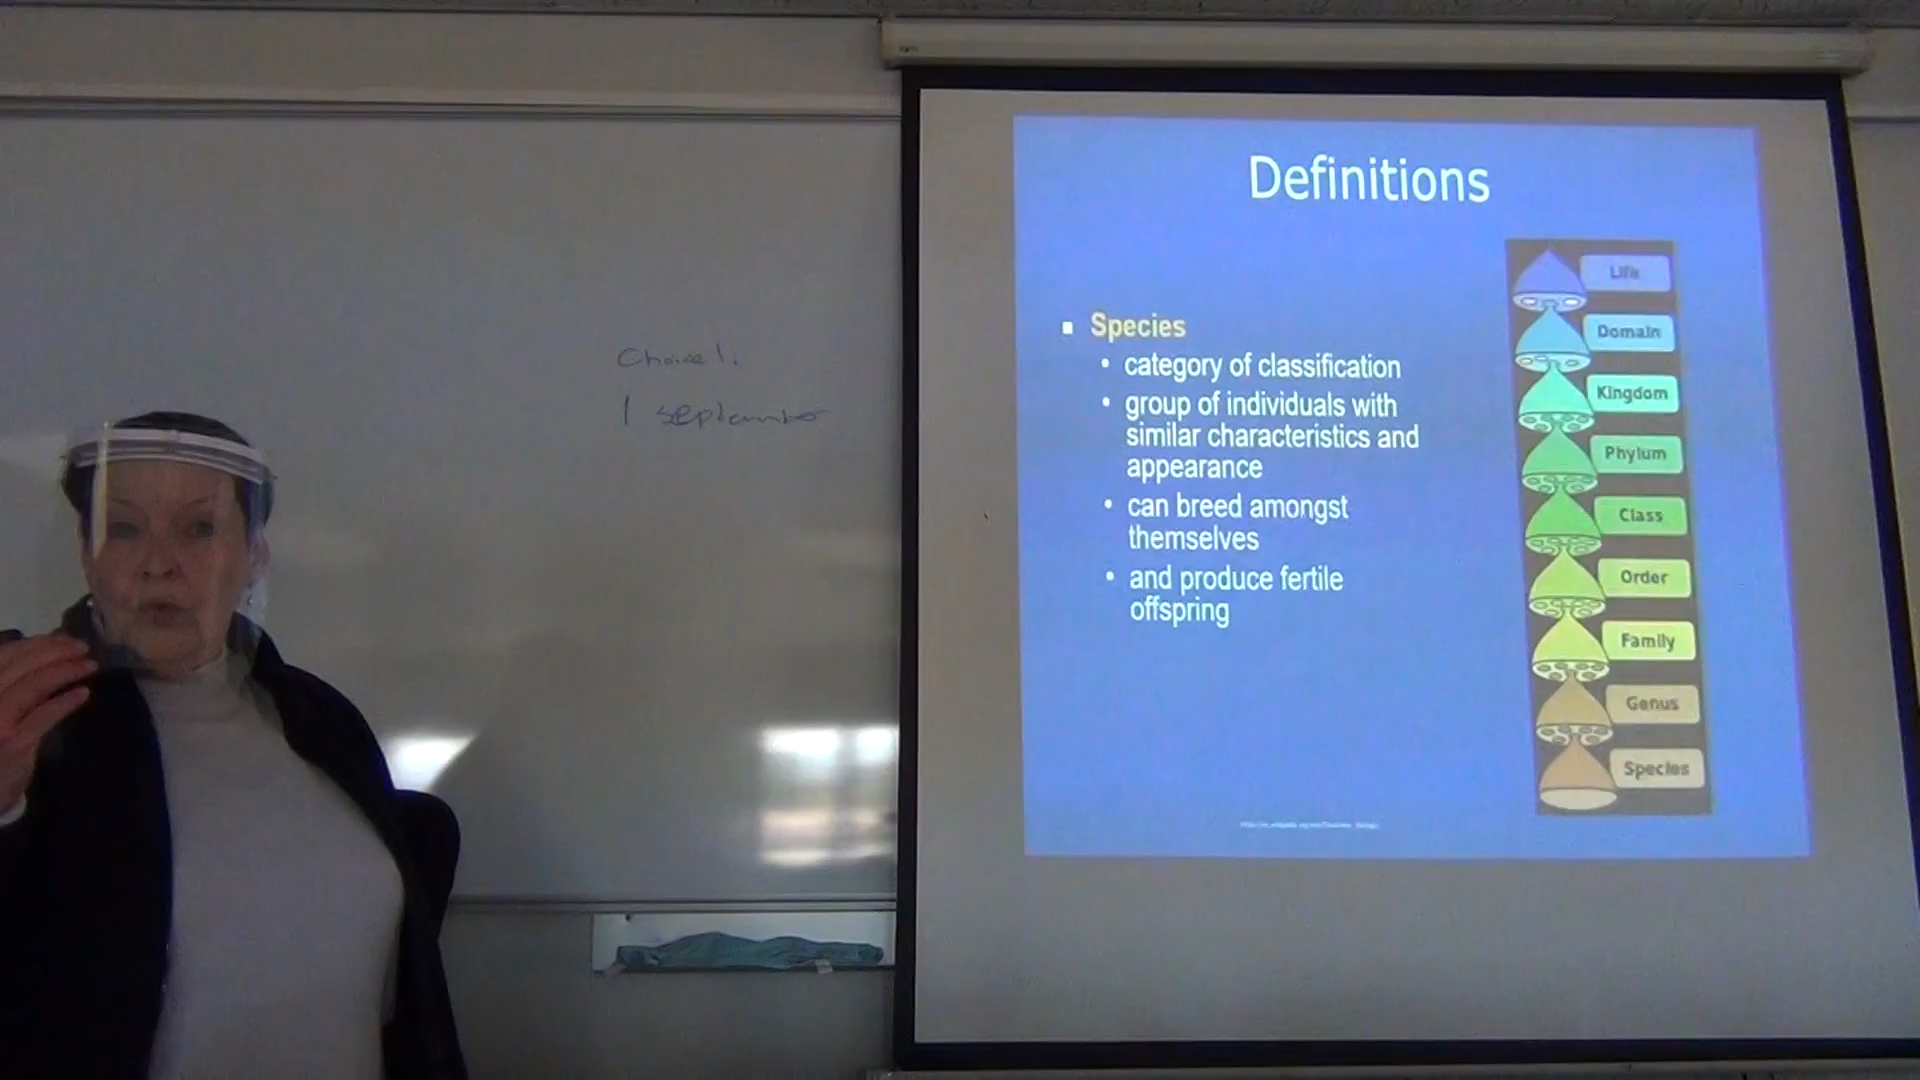 Choice 1.
1 september
Definitions
Species
category of classification
group of individuals with
similar characteristics and
appearance
can breed amongst
themselves
and produce fertile
offspring
Life
Domain
Kingdom
Phylum
Class
Order
Family
Genus
Species